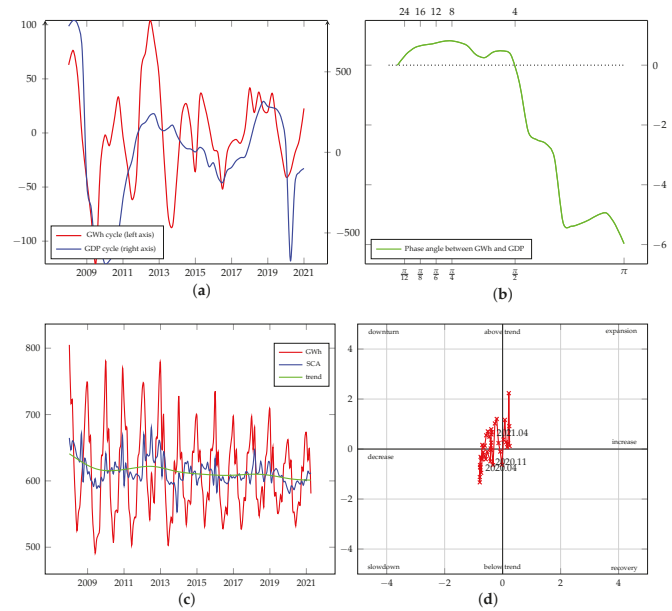 100
50
0
−50
−100
500
0
−500
GWh cycle (left axis)
GDP cycle (right axis)
2009 2011 2013 2015 2017 2019 2021
(a)
24 16 12 8 4
0
−2
−4
−6
Phase angle between GWh and GDP
π/12 π/8 π/6 π/4 π/2 π
(b)
800
700
600
500
GWh
SCA
trend
2009 2011 2013 2015 2017 2019 2021
(c)
downturn above trend expansion
4
2
0
−2
−4
2021.04
increase
decrease
2020.11
2020.04
slowdown below trend recovery
−4 −2 0 2 4
(d)